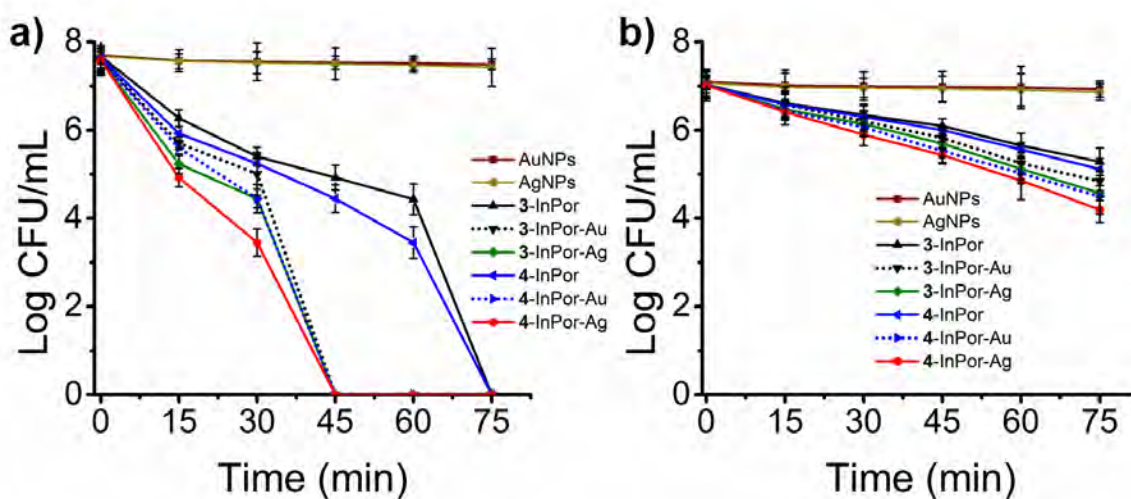 a)
8
6
4
2
0
Log CFU/mL
AuNPs
AgNPs
3-InPor
3-InPor-Au
3-InPor-Ag
4-InPor
4-InPor-Au
4-InPor-Ag
0 15 30 45 60 75
Time (min)
b)
8
6
4
2
0
Log CFU/mL
AuNPs
AgNPs
3-InPor
3-InPor-Au
3-InPor-Ag
4-InPor
4-InPor-Au
4-InPor-Ag
0 15 30 45 60 75
Time (min)